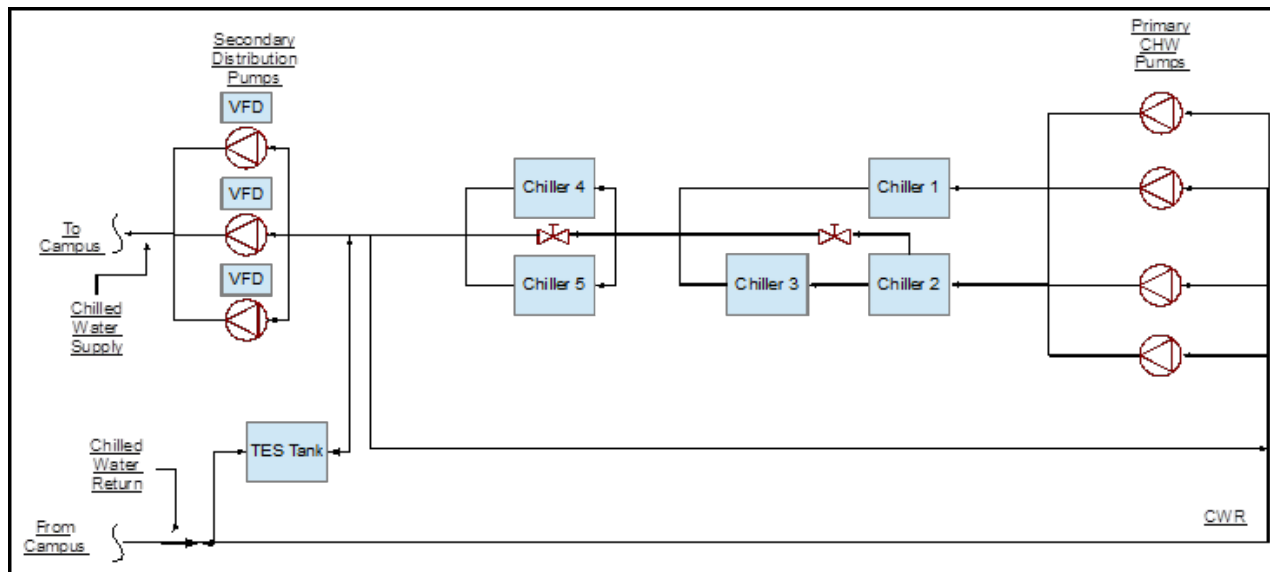 Secondary
Distribution
Pumps
VFD
VFD
VFD
To
Campus
Chilled
Water
Supply
Chilled
Water
Return
From
Campus
TES Tank
Chiller 4
Chiller 5
Chiller 1
Chiller 3
Chiller 2
Primary
CHW
Pumps
CWR